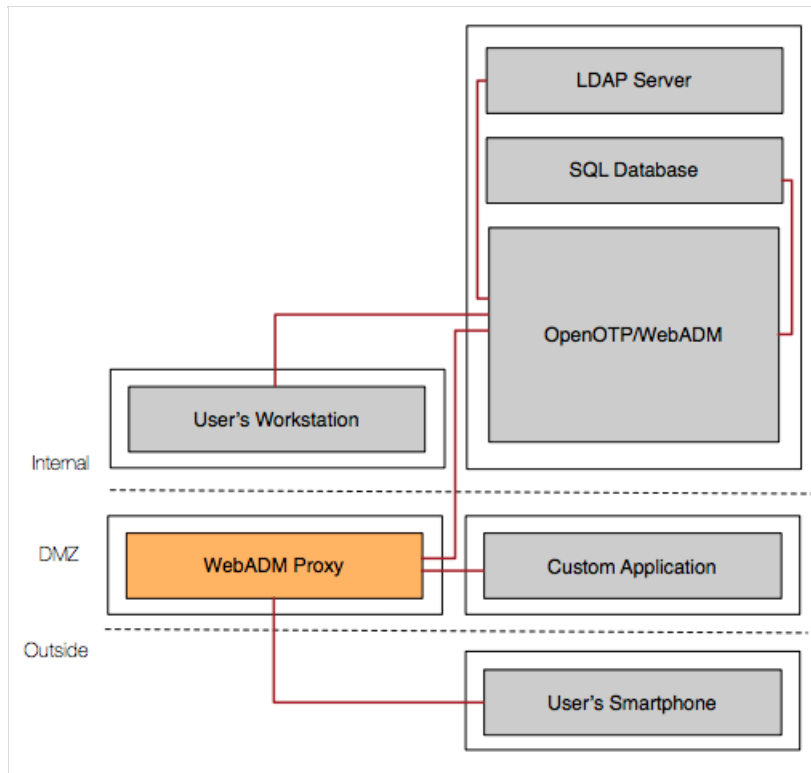 LDAP Server
SQL Database
OpenOTP/WebADM
User's Workstation
Internal
DMZ
WebADM Proxy
Custom Application
Outside
User's Smartphone